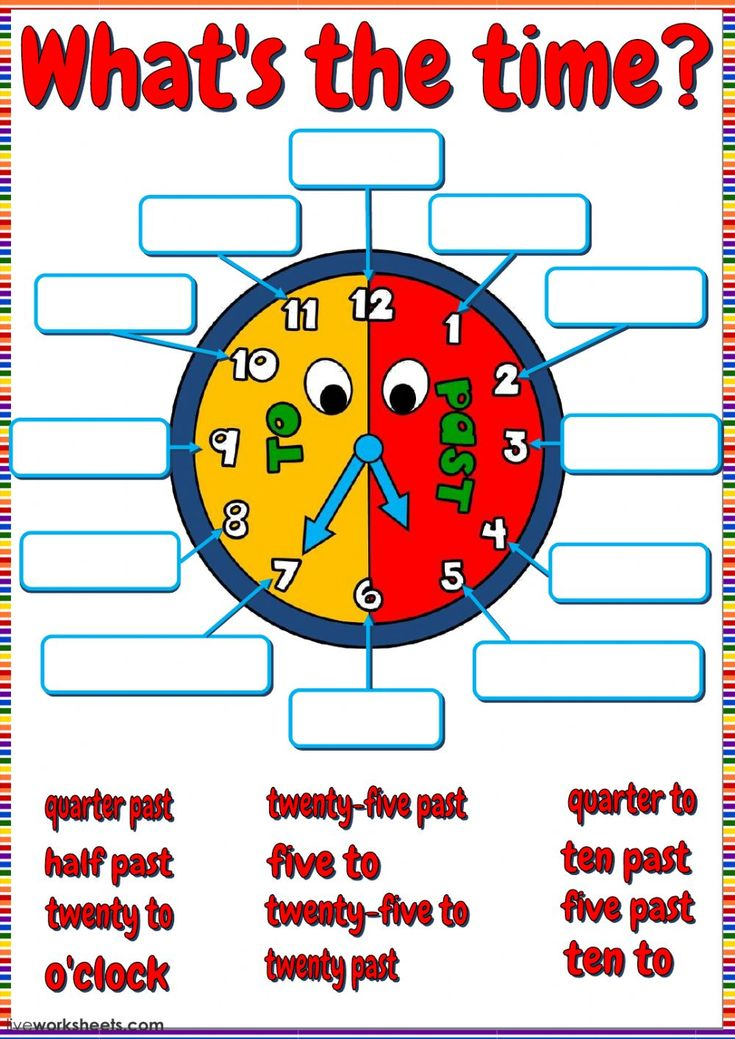 What's the time?
12
11
1
10
2
TO
PAST
9
3
8
4
7
5
6
quarter past
twenty-five past
quarter to
half past
five to
ten past
twenty to
twenty-five to
five past
o'clock
twenty past
ten to
liveworksheets.com